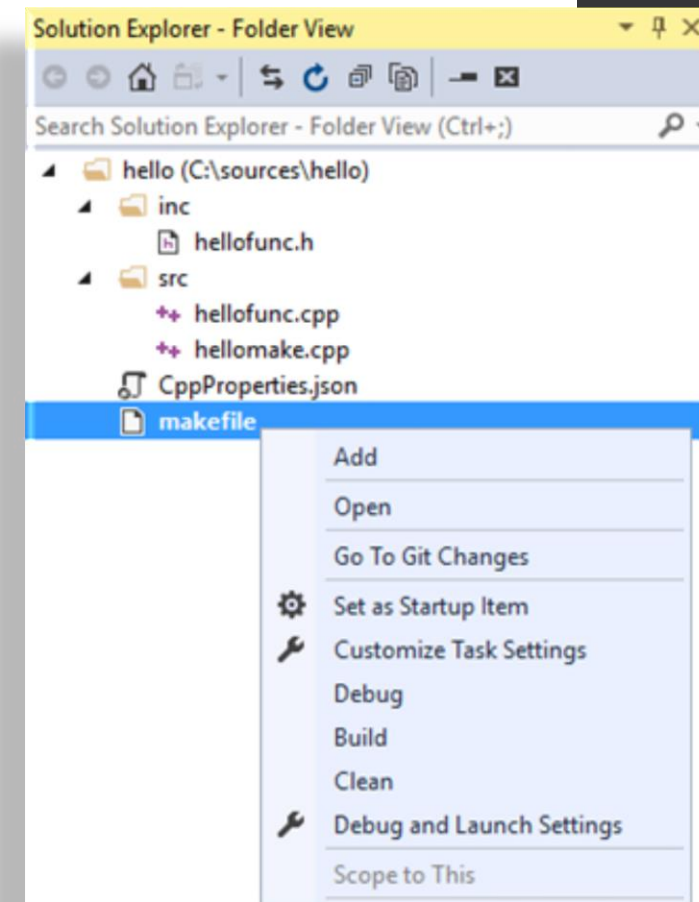 Solution Explorer - Folder View
Search Solution Explorer - Folder View (Ctrl+;)
hello (C:\sources\hello)
inc
hellofunc.h
src
hellofunc.cpp
hellomake.cpp
CppProperties.json
makefile
Add
Open
Go To Git Changes
Set as Startup Item
Customize Task Settings
Debug
Build
Clean
Debug and Launch Settings
Scope to This